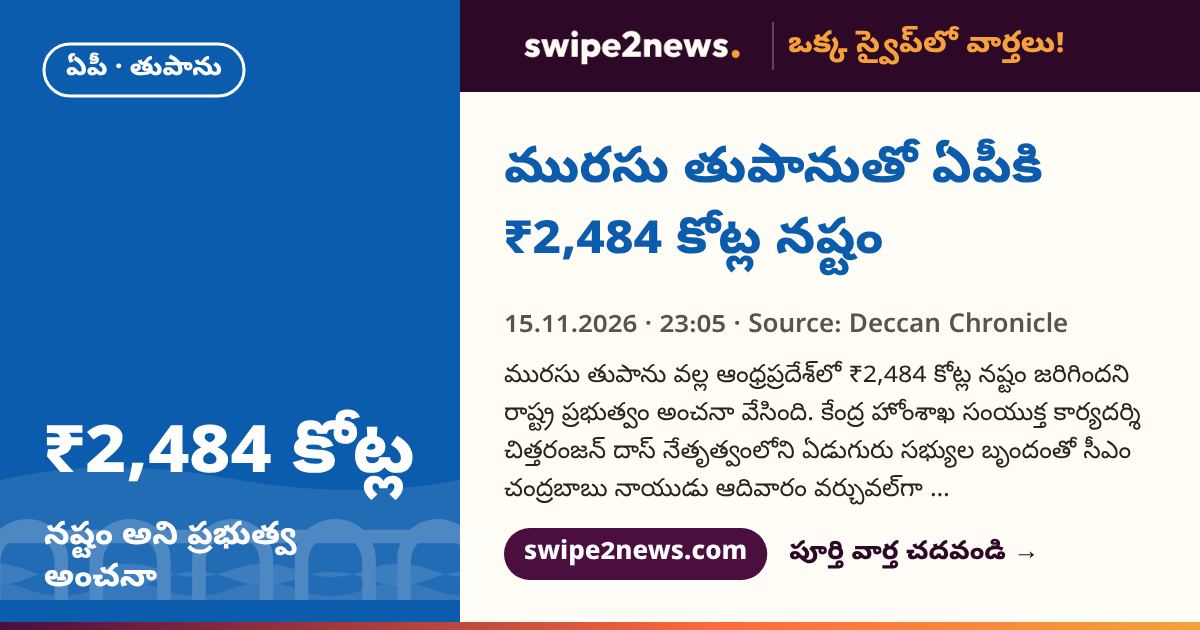 ఏపీ · తుపాను
₹2,484 కోట్ల
నష్టం అని ప్రభుత్వ
అంచనా
swipe2news.
ఒక్క స్వైప్‌లో వార్తలు!
మురసు తుపానుతో ఏపీకి
₹2,484 కోట్ల నష్టం
15.11.2026 · 23:05 · Source: Deccan Chronicle
మురసు తుపాను వల్ల ఆంధ్రప్రదేశ్‌లో ₹2,484 కోట్ల నష్టం జరిగిందని
రాష్ట్ర ప్రభుత్వం అంచనా వేసింది. కేంద్ర హోంశాఖ సంయుక్త కార్యదర్శి
చిత్తరంజన్ దాస్ నేతృత్వంలోని ఏడుగురు సభ్యుల బృందంతో సీఎం
చంద్రబాబు నాయుడు ఆదివారం వర్చువల్‌గా ...
swipe2news.com
పూర్తి వార్త చదవండి →